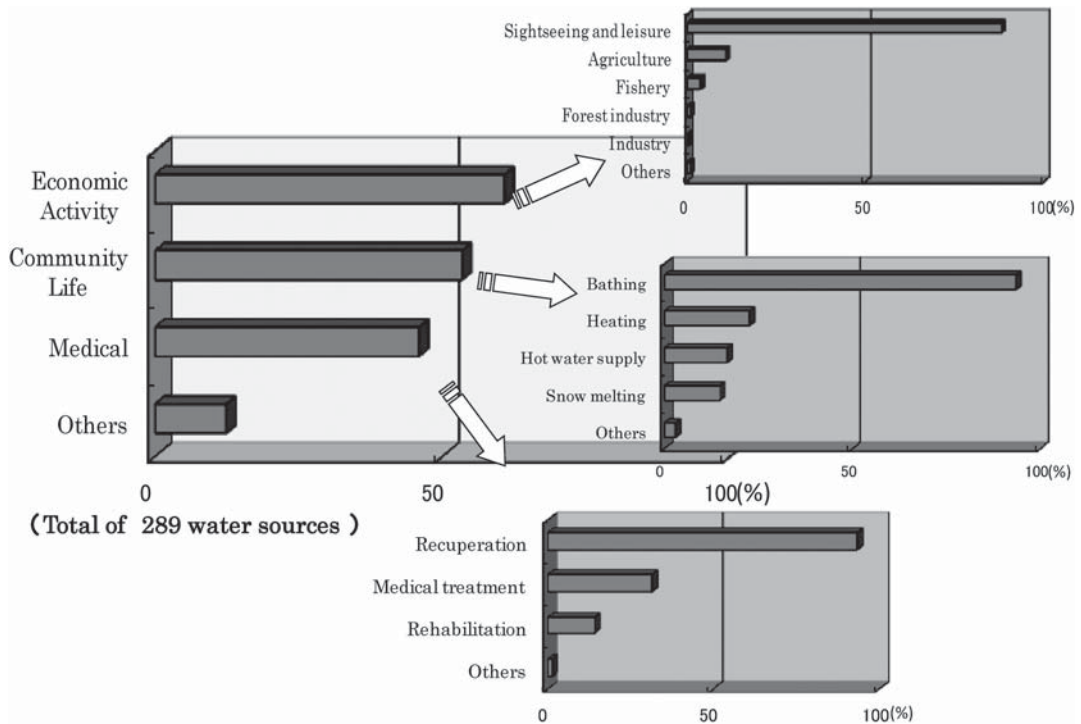 Economic
Activity
Community
Life
Medical
Others
0
50
100(%)
(Total of 289 water sources )
Sightseeing and leisure
Agriculture
Fishery
Forest industry
Industry
Others
0
50
100(%)
Bathing
Heating
Hot water supply
Snow melting
Others
0
50
100(%)
Recuperation
Medical treatment
Rehabilitation
Others
0
50
100(%)